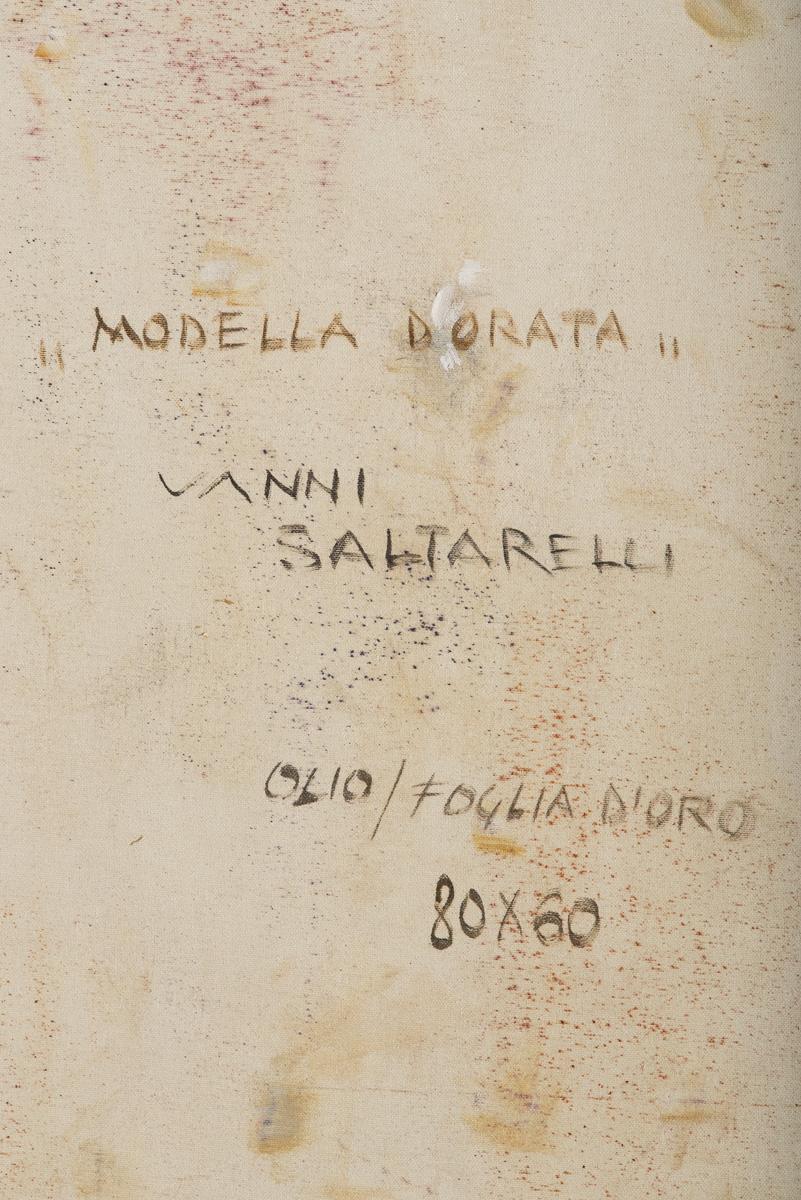 „ MODELLA DORATA "
VANNI
SALTARELLI
OLIO/FOGLIA D'ORO
80X60